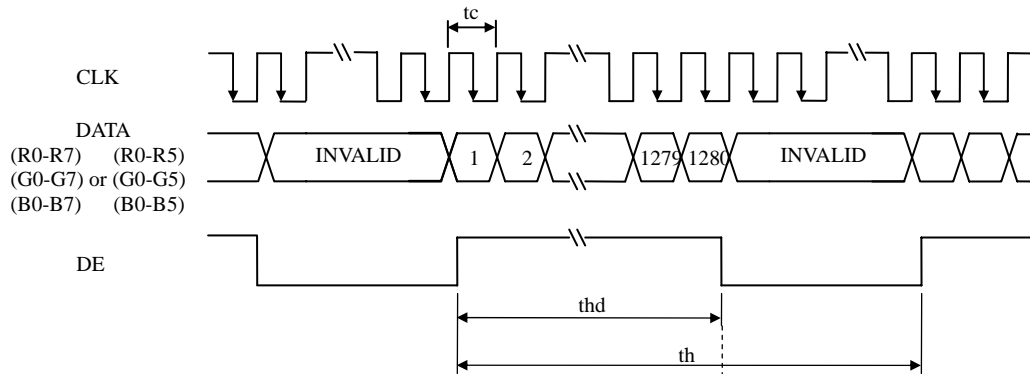 tc
CLK
DATA
(R0-R7) (R0-R5)
(G0-G7) or (G0-G5)
(B0-B7) (B0-B5)
INVALID 1 2 1279 1280 INVALID
DE
thd
th